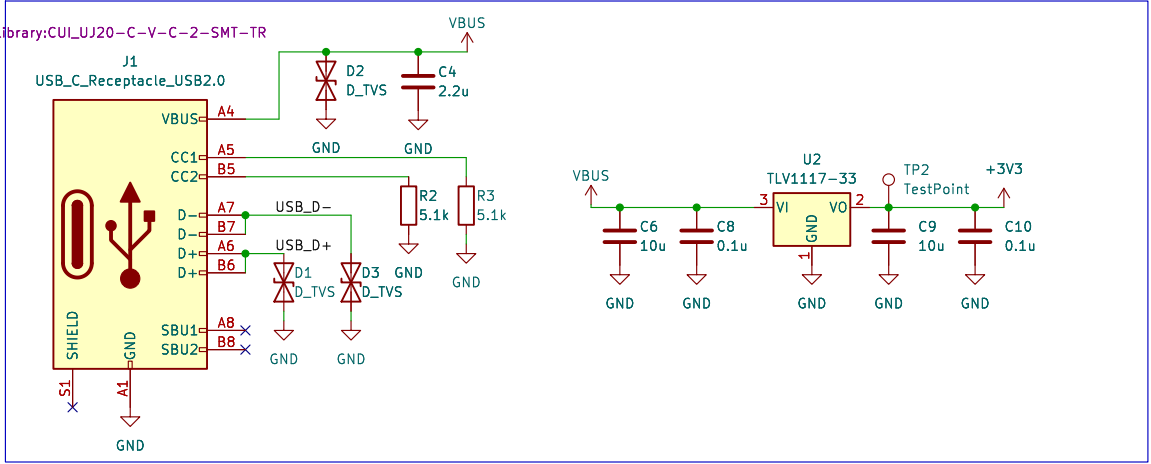 ibrary:CUI_UJ20-C-V-C-2-SMT-TR
J1
USB_C_Receptacle_USB2.0
VBUS
D2
D_TVS
C4
2.2u
GND
GND
VBUS
A4
CC1
A5
CC2
B5
D-
A7
D-
B7
D+
A6
D+
B6
SBU1
A8
SBU2
B8
SHIELD
GND
S1
A1
GND
USB_D-
USB_D+
R2
5.1k
R3
5.1k
GND
GND
D1
D_TVS
D3
D_TVS
GND
GND
VBUS
C6
10u
GND
C8
0.1u
GND
U2
TLV1117-33
3
VI
VO
2
GND
1
GND
TP2
TestPoint
+3V3
C9
10u
GND
C10
0.1u
GND